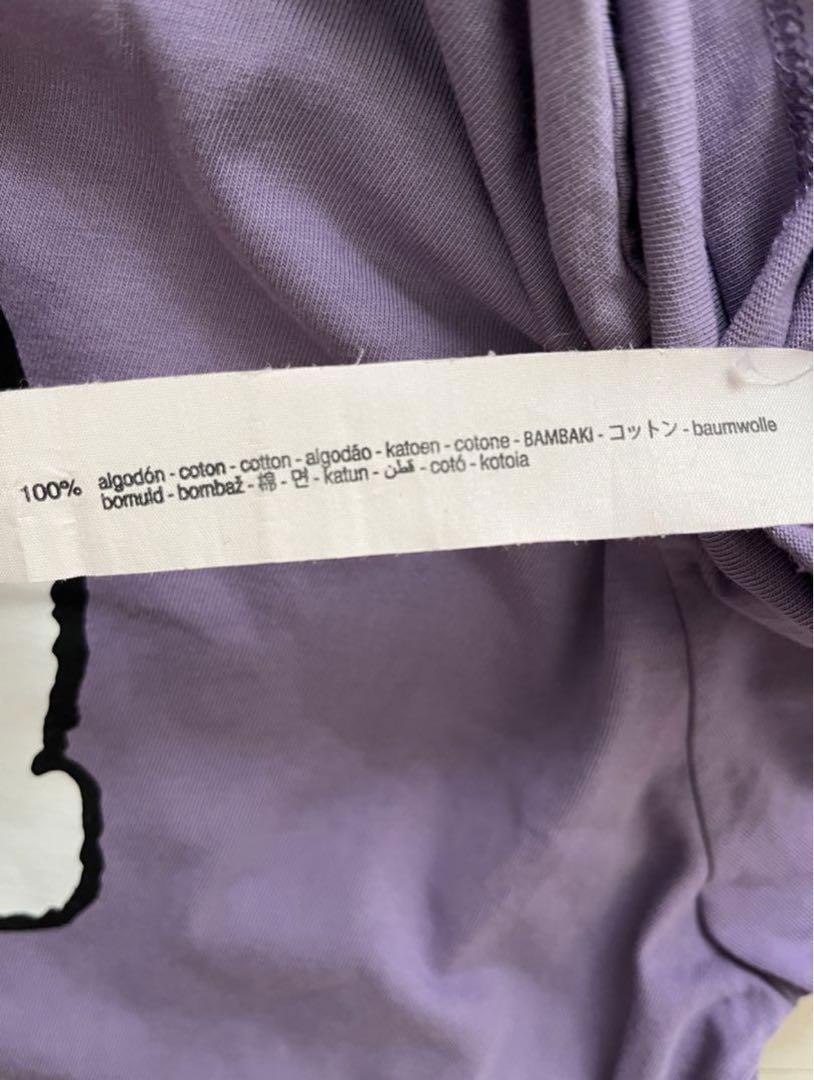 100% algodón - coton - cotton - algodão - katoen - cotone - BAMBAKI - コットン - baumwolle
bomuld - bombaž - 棉 - 면 - katun - قطن - cotó - kotoia